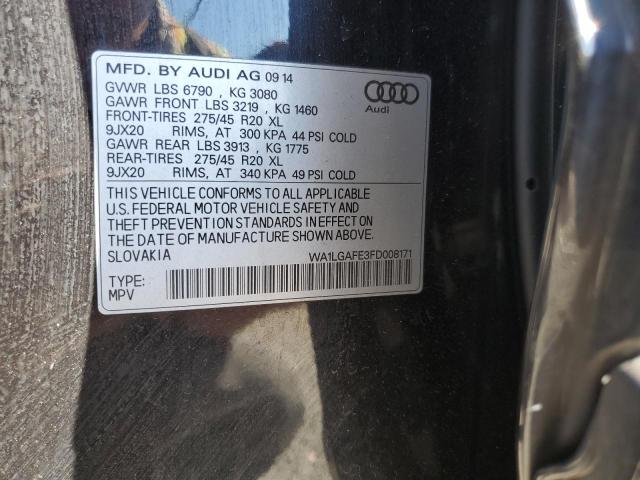 MFD. BY AUDI AG 09 14
GVWR LBS 6790 , KG 3080
GAWR FRONT LBS 3219 , KG 1460
FRONT-TIRES 275/45 R20 XL
9JX20 RIMS, AT 300 KPA 44 PSI COLD
GAWR REAR LBS 3913 , KG 1775
REAR-TIRES 275/45 R20 XL
9JX20 RIMS, AT 340 KPA 49 PSI COLD
Audi
THIS VEHICLE CONFORMS TO ALL APPLICABLE
U.S. FEDERAL MOTOR VEHICLE SAFETY AND
THEFT PREVENTION STANDARDS IN EFFECT ON
THE DATE OF MANUFACTURE SHOWN ABOVE.
SLOVAKIA WA1LGAFE3FD008171
TYPE:
MPV